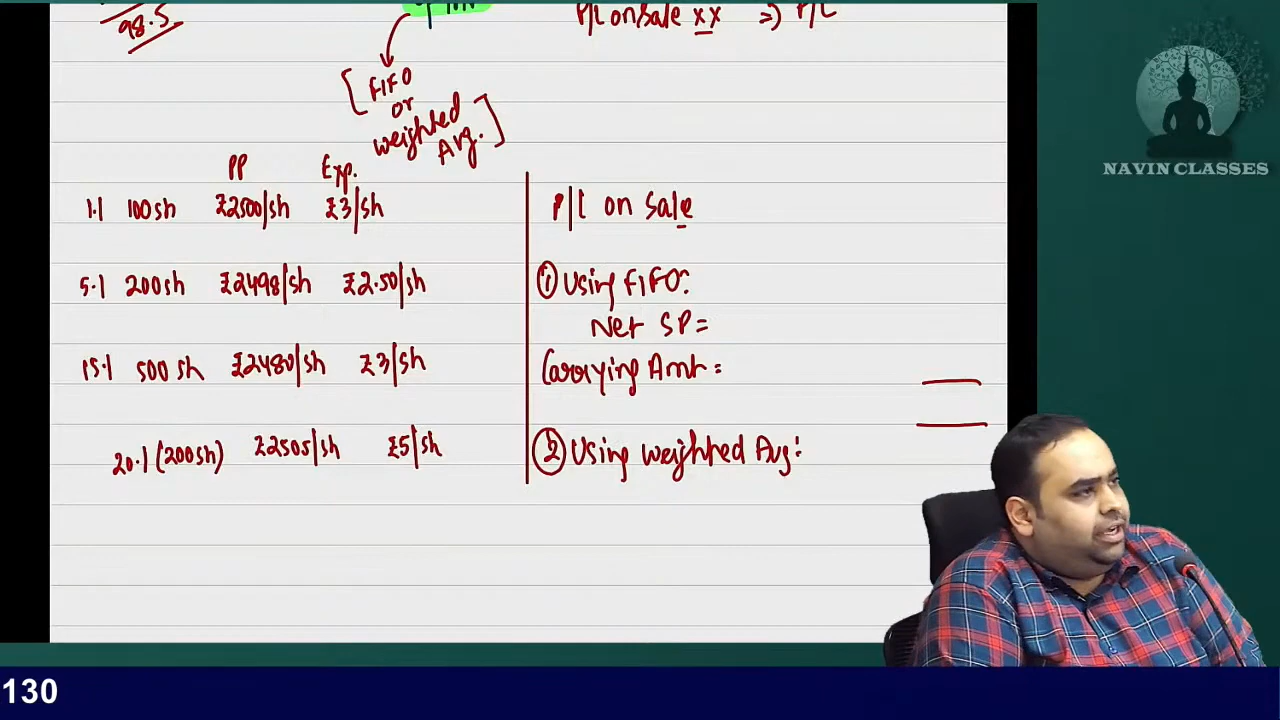 98.5
P/L on sale xx => P/L
[FIFO
or
weighted
Avg.]
NAVIN CLASSES
PP Exp.
1.1 100sh ₹2500/sh ₹3/sh
5.1 200sh ₹2498/sh ₹2.50/sh
15.1 500 sh ₹2480/sh ₹3/sh
20.1 (200sh) ₹2505/sh ₹5/sh
P/L on sale
① Using FIFO:
Net SP =
Carrying Amt =
② Using weighted Avg:
130